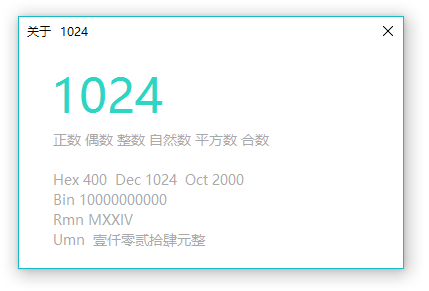 关于 1024
1024
正数 偶数 整数 自然数 平方数 合数
Hex 400 Dec 1024 Oct 2000
Bin 10000000000
Rmn MXXIV
Umn 壹仟零贰拾肆元整